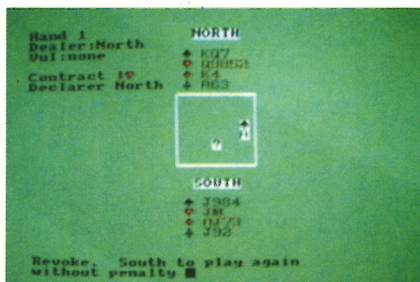 Hand 1
Dealer:North
Vul:none
Contract 1♥
Declarer North
NORTH
♠ KQ7
♥
♦ K4
♣ A63
♠
?
SOUTH
♠ J984
♥
♦
♣ J92
Revoke. South to play again
without penalty